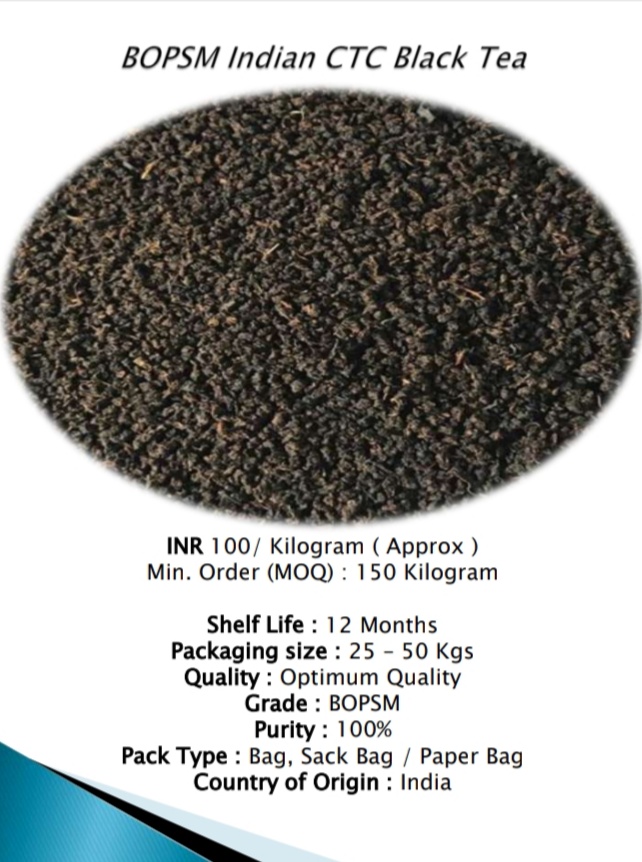 BOPSM Indian CTC Black Tea
INR 100/ Kilogram ( Approx )
Min. Order (MOQ) : 150 Kilogram
Shelf Life : 12 Months
Packaging size : 25 – 50 Kgs
Quality : Optimum Quality
Grade : BOPSM
Purity : 100%
Pack Type : Bag, Sack Bag / Paper Bag
Country of Origin : India